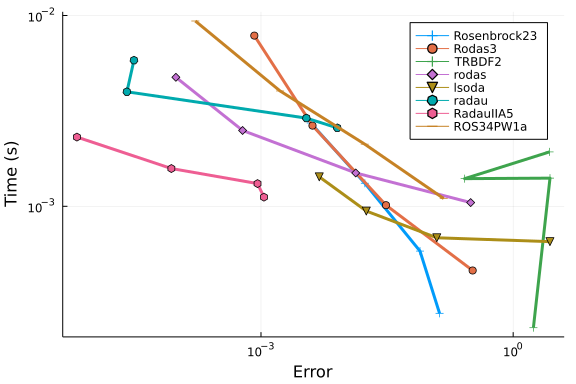 10⁻²
Rosenbrock23
Rodas3
TRBDF2
rodas
lsoda
radau
RadauIIA5
ROS34PW1a
Time (s)
10⁻³
10⁻³
10⁰
Error